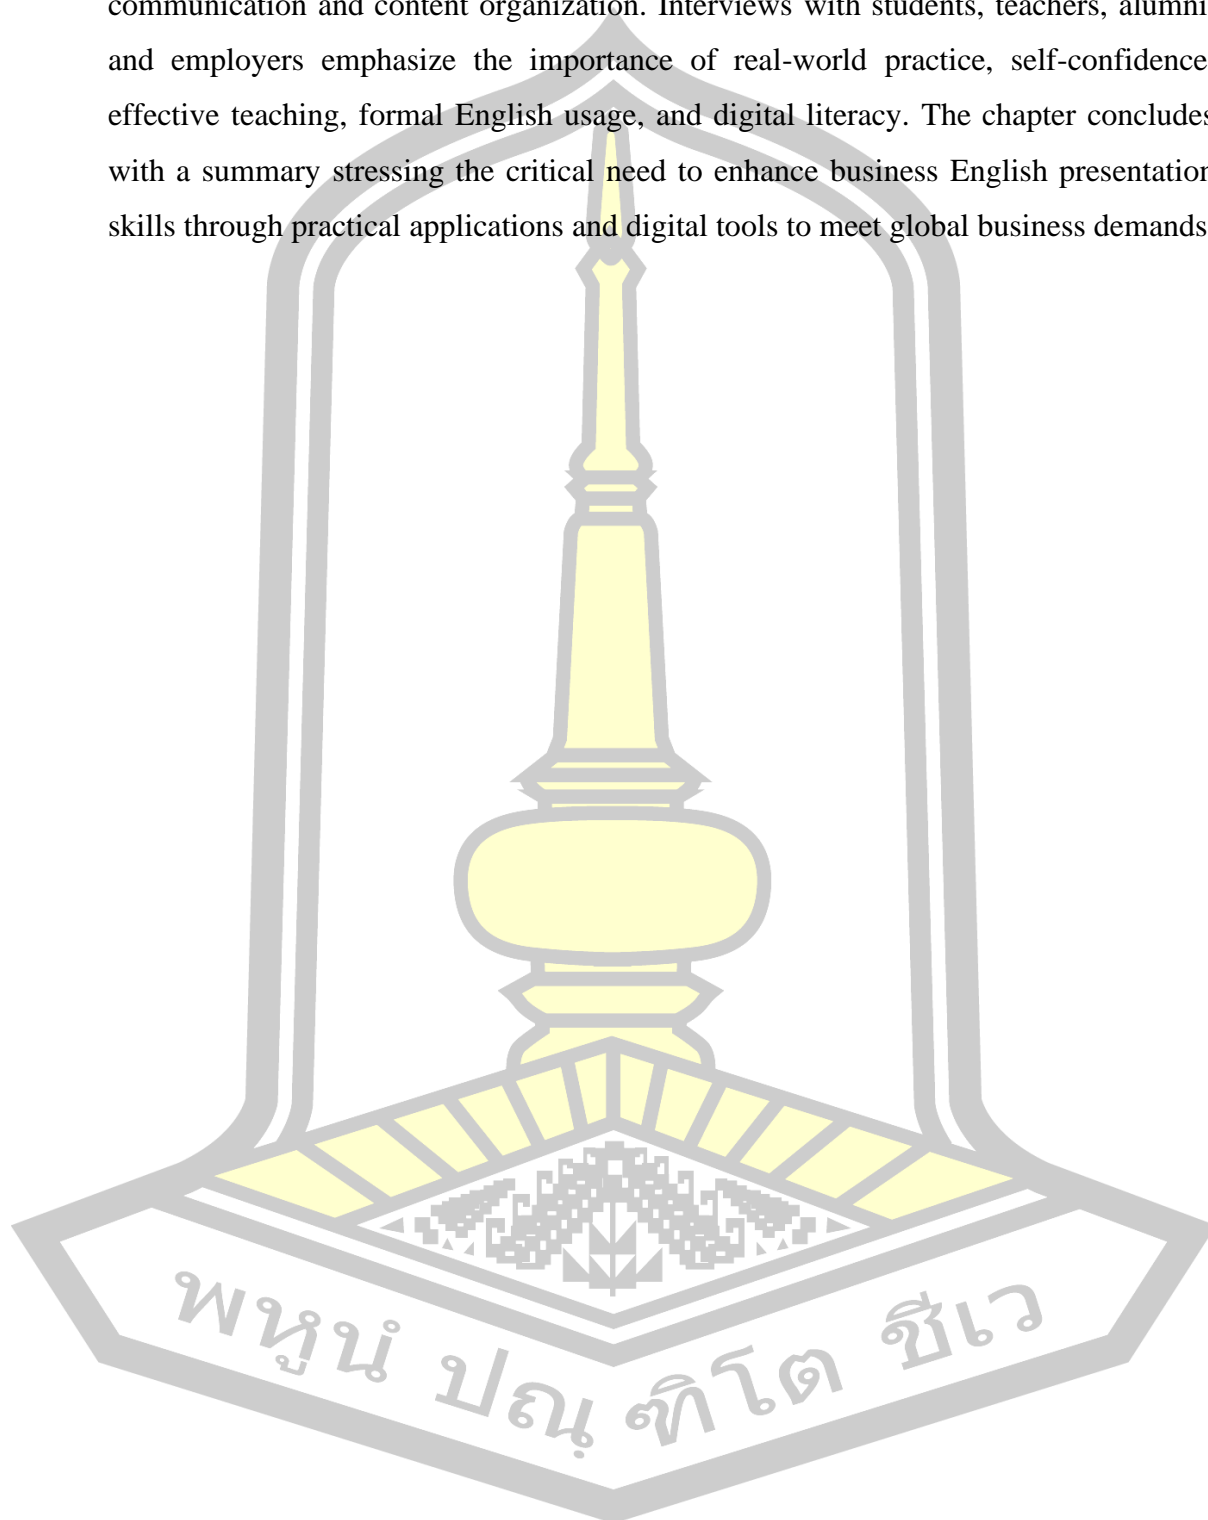 communication and content organization. Interviews with students, teachers, alumni
and employers emphasize the importance of real-world practice, self-confidence
effective teaching, formal English usage, and digital literacy. The chapter concludes
with a summary stressing the critical need to enhance business English presentation
skills through practical applications and digital tools to meet global business demands
พหูนํ ปณฺฑิโต ชีเว